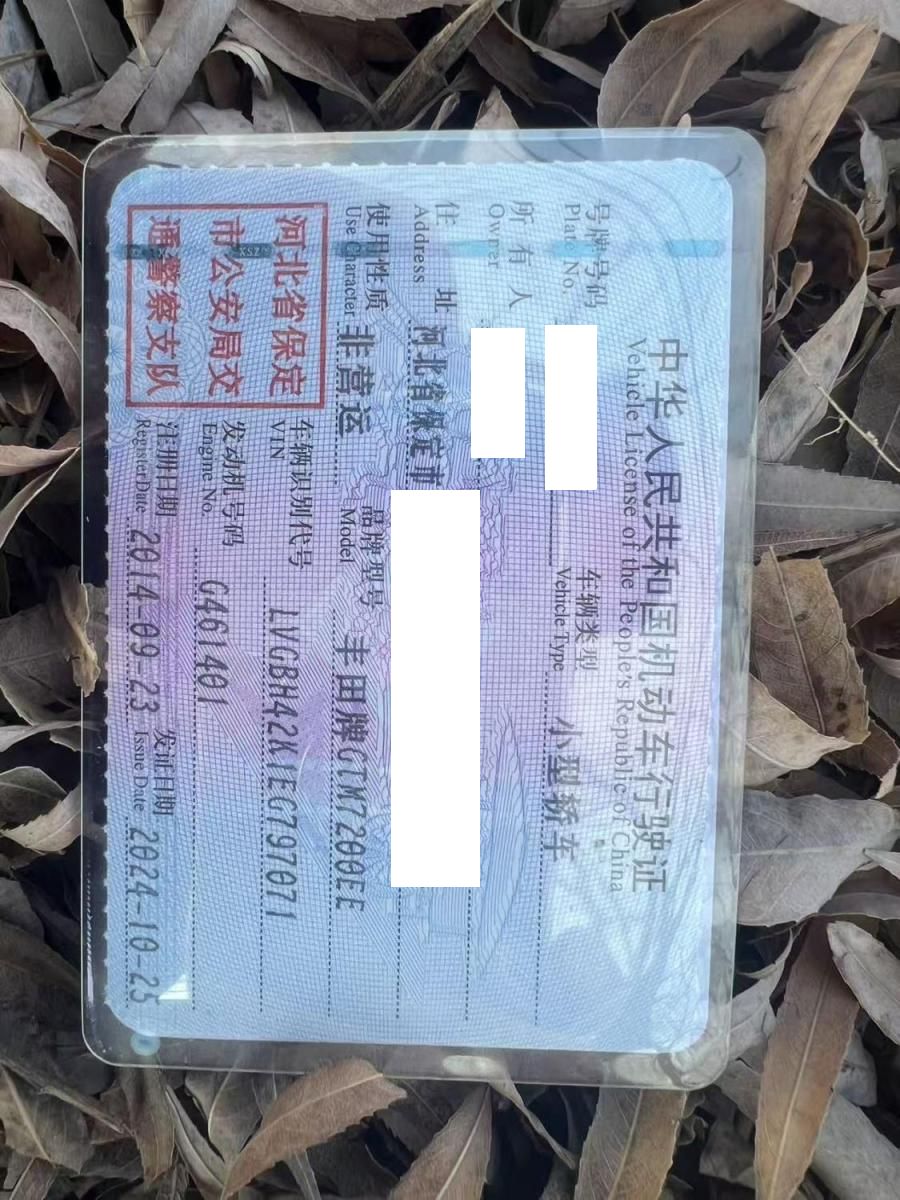 中华人民共和国机动车行驶证
Vehicle License of the People's Republic of China
号牌号码
Plate No.
车辆类型 小型轿车
Vehicle Type
所有人
Owner
住址 河北省保定市
Address
使用性质 非营运
Use Character
品牌型号 丰田牌GTM7200EE
Model
河北省保定
市公安局交
通警察支队
车辆识别代号 LVGBH42K1EG797071
VIN
发动机号码 G461401
Engine No.
注册日期 2014-09-23
Register Date
发证日期 2024-10-25
Issue Date